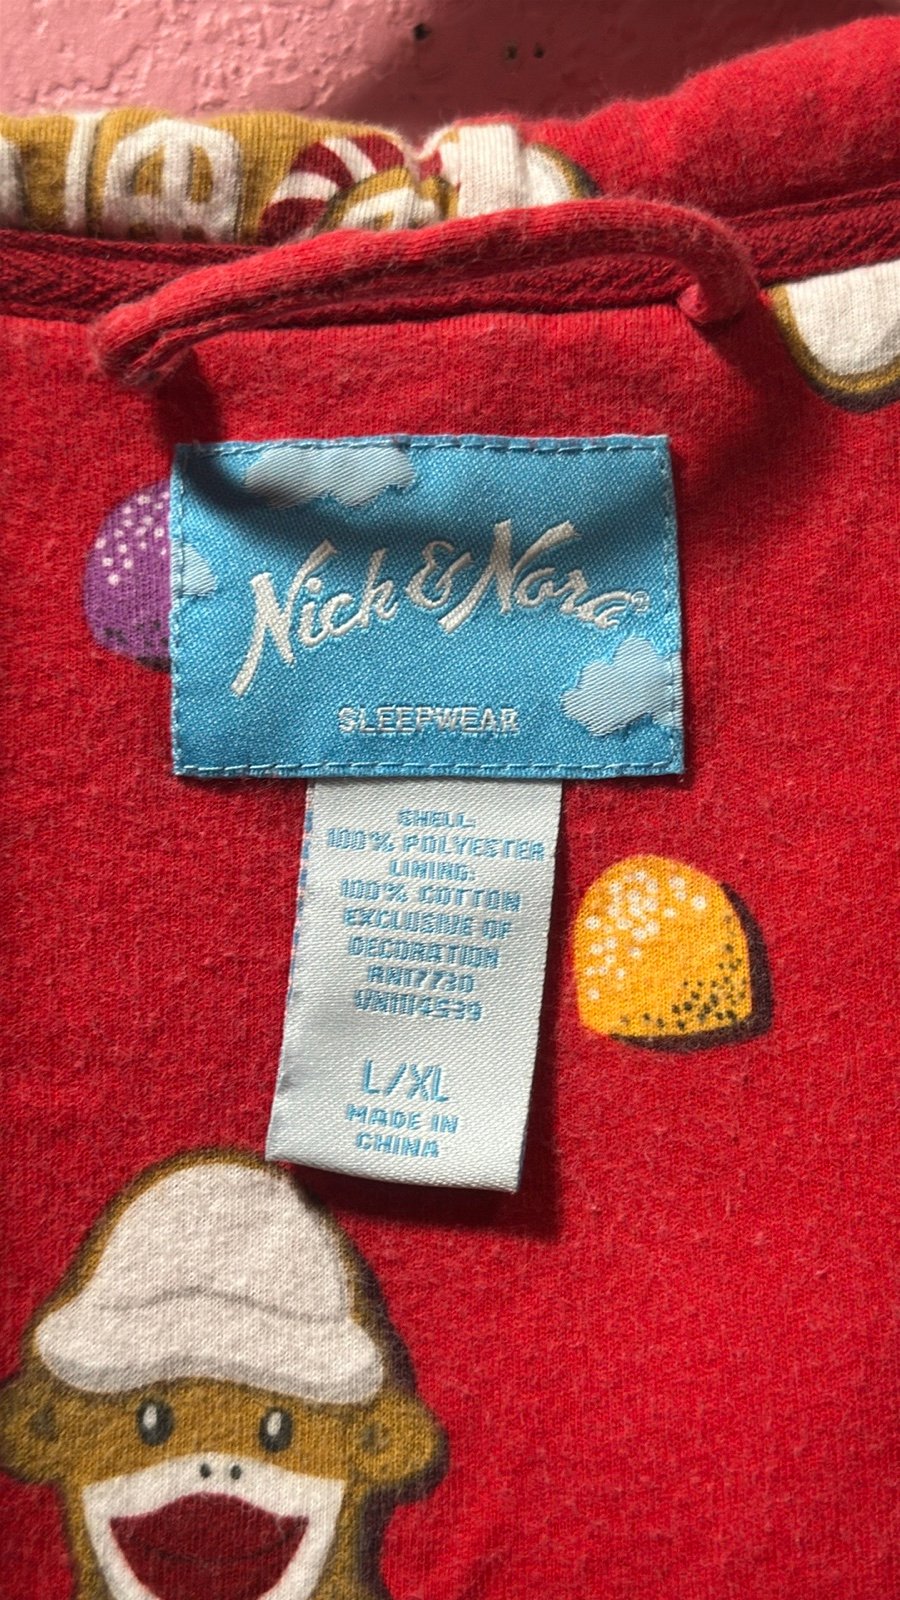 Nick & Nora®
SLEEPWEAR
SHELL:
100% POLYESTER
LINING:
100% COTTON
EXCLUSIVE OF
DECORATION
RN17730
L/XL
MADE IN
CHINA